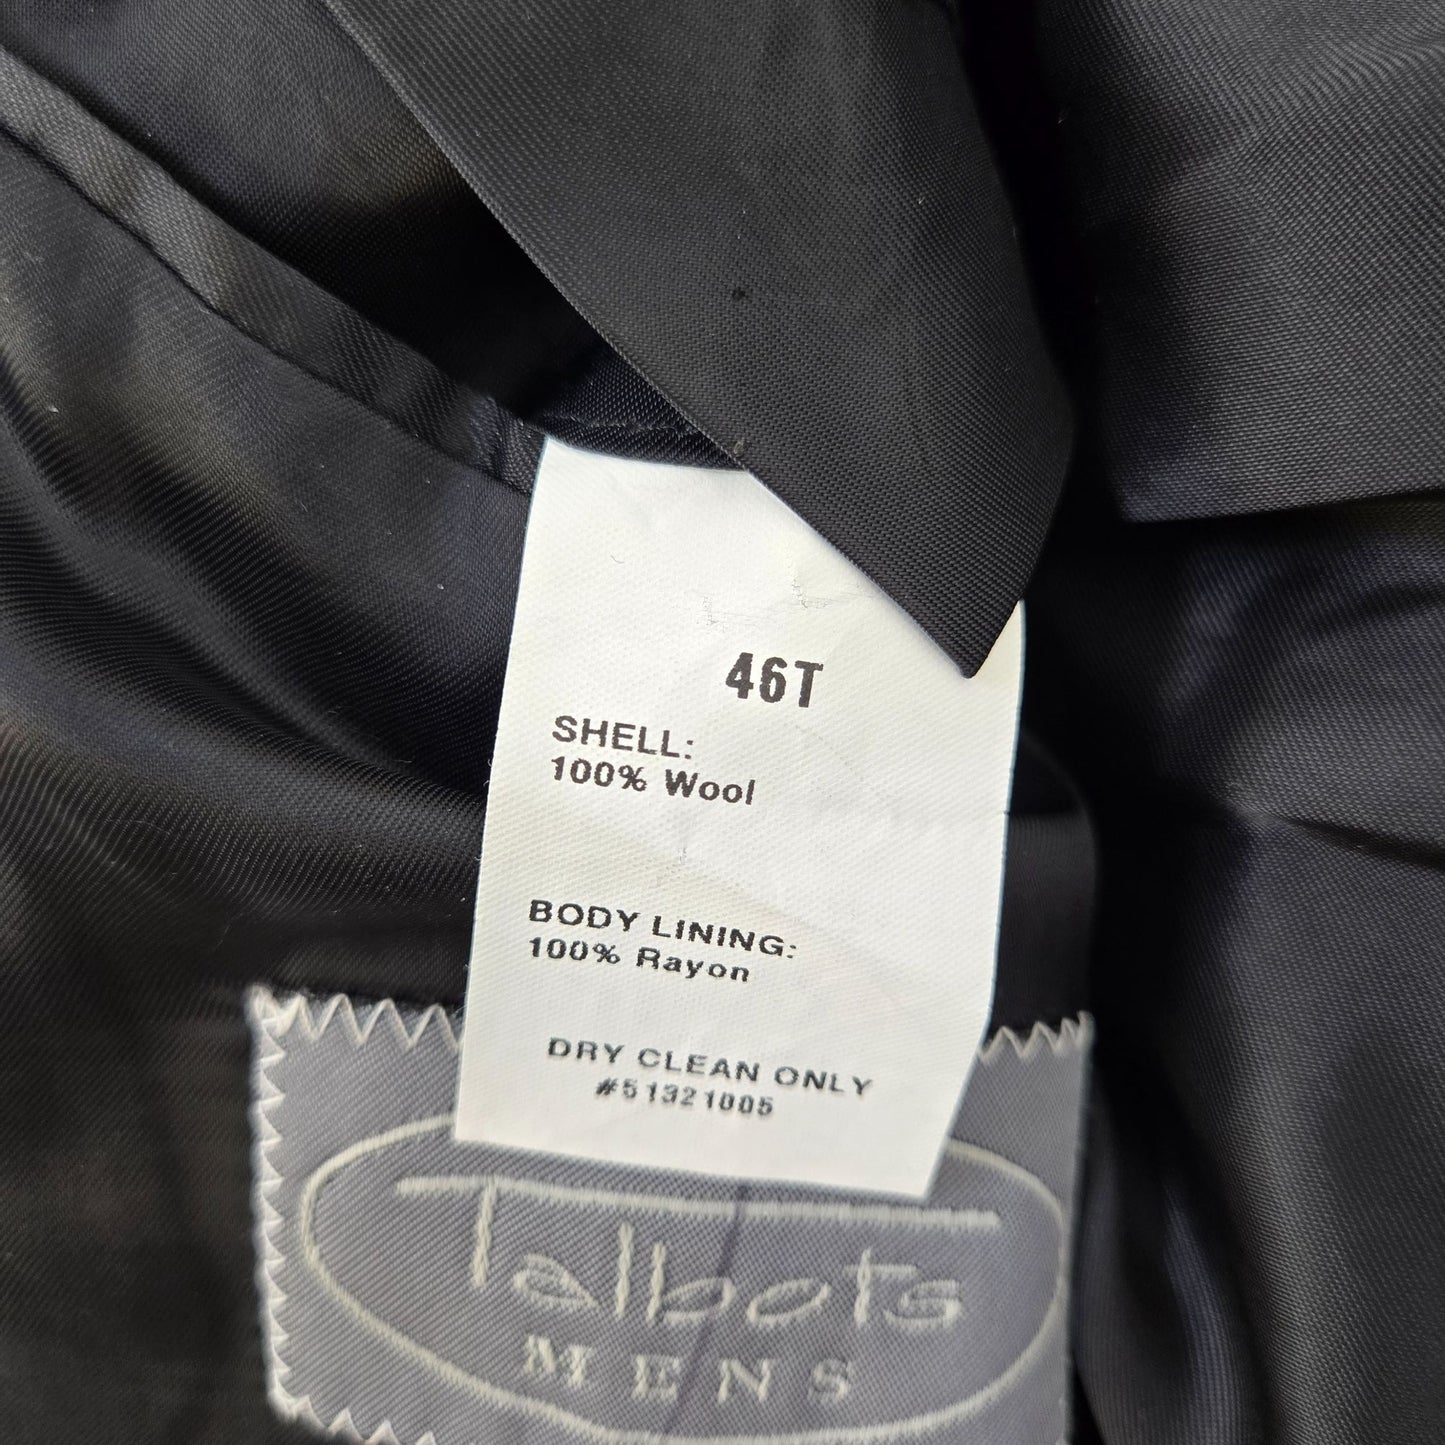 46T
SHELL:
100% Wool
BODY LINING:
100% Rayon
DRY CLEAN ONLY
#51321005
Talbots
MENS